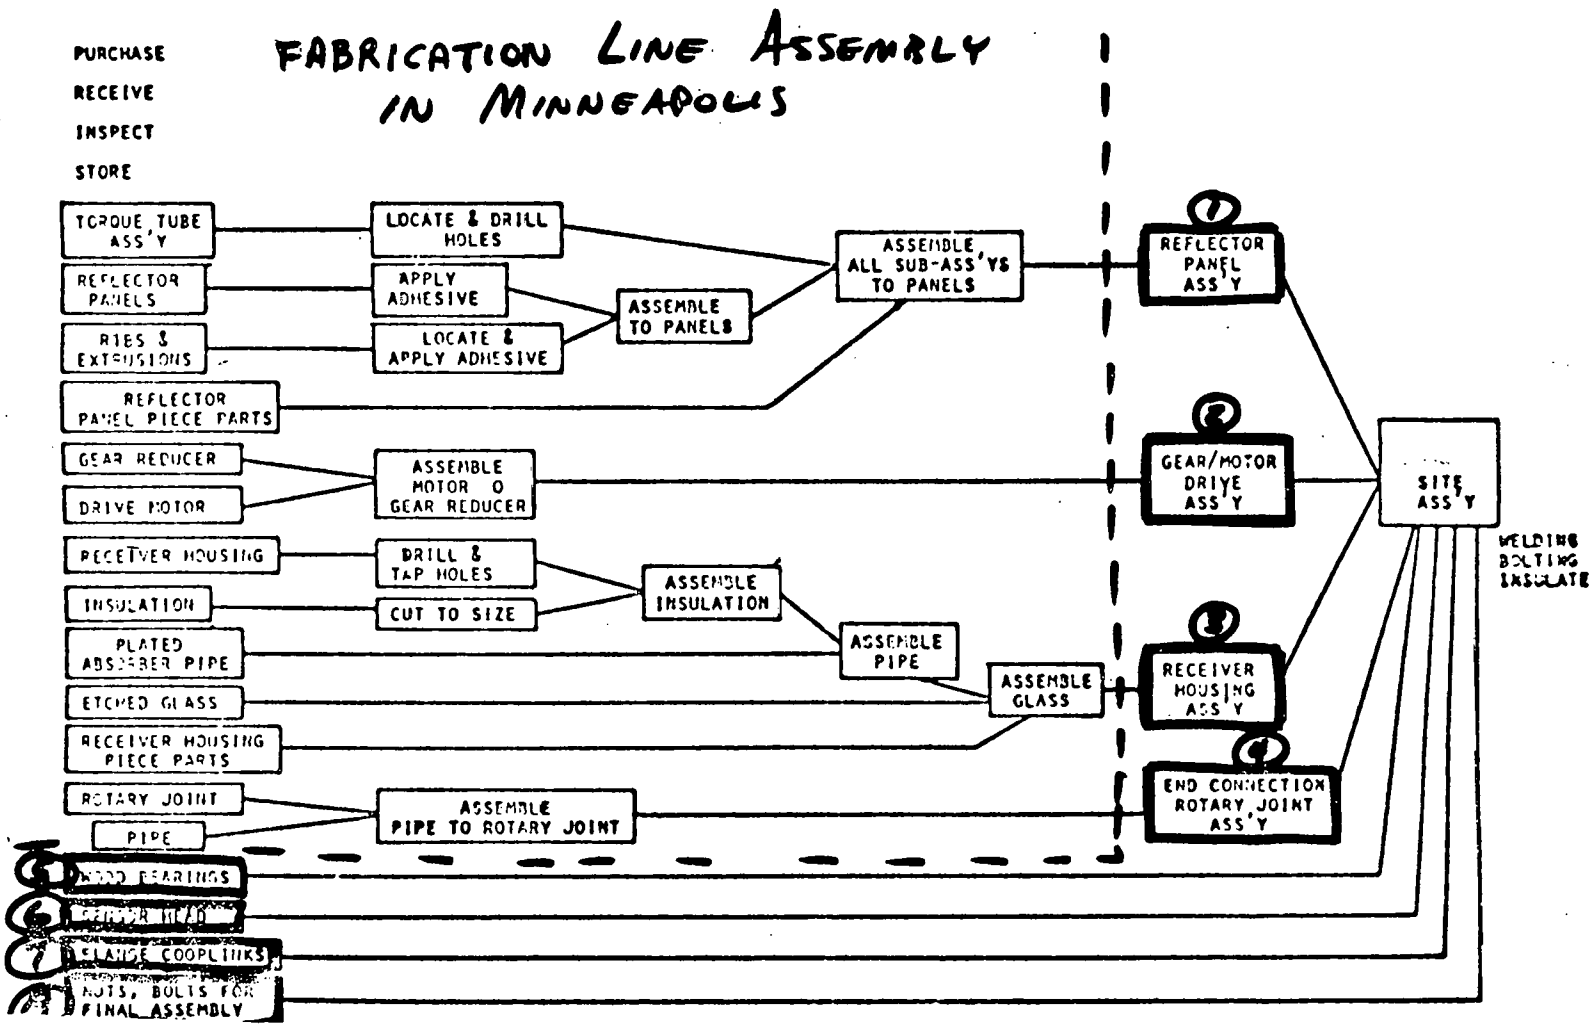 FABRICATION LINE ASSEMBLY
IN MINNEAPOLIS
PURCHASE
RECEIVE
INSPECT
STORE
TORQUE TUBE
ASS'Y
LOCATE & DRILL
HOLES
REFLECTOR
PANELS
APPLY
ADHESIVE
RIBS &
EXTRUSIONS
LOCATE &
APPLY ADHESIVE
ASSEMBLE
TO PANELS
ASSEMBLE
ALL SUB-ASS'YS
TO PANELS
REFLECTOR
PANEL PIECE PARTS
1
REFLECTOR
PANEL
ASS'Y
GEAR REDUCER
DRIVE MOTOR
ASSEMBLE
MOTOR O
GEAR REDUCER
2
GEAR/MOTOR
DRIVE
ASS'Y
SITE
ASS'Y
WELDING
BOLTING
INSULATE
RECEIVER HOUSING
DRILL &
TAP HOLES
INSULATION
CUT TO SIZE
ASSEMBLE
INSULATION
PLATED
ABSORBER PIPE
ASSEMBLE
PIPE
ETCHED GLASS
ASSEMBLE
GLASS
RECEIVER HOUSING
PIECE PARTS
3
RECEIVER
HOUSING
ASS'Y
ROTARY JOINT
PIPE
ASSEMBLE
PIPE TO ROTARY JOINT
4
END CONNECTION
ROTARY JOINT
ASS'Y
5
WOOD BEARINGS
6
SENSOR HEAD
7
FLANGE COOPLINKS
NUTS, BOLTS FOR
FINAL ASSEMBLY